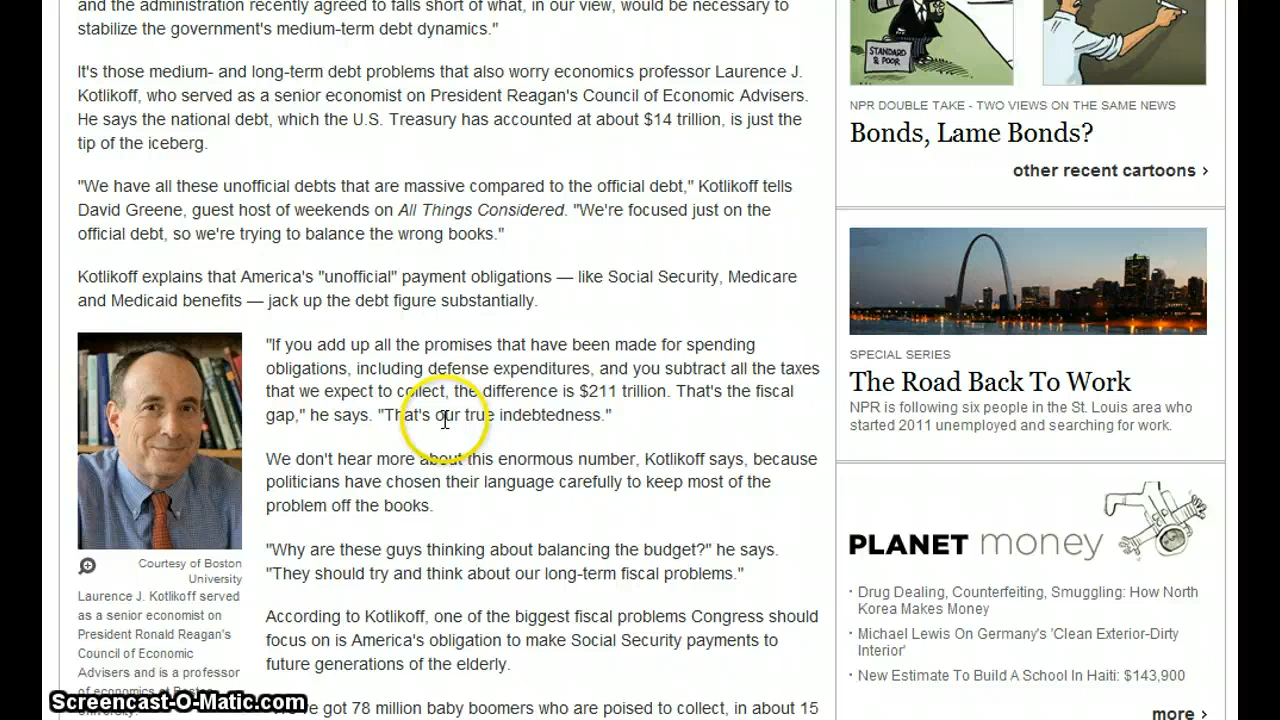 and the administration recently agreed to falls short of what, in our view, would be necessary to
stabilize the government's medium-term debt dynamics."
It's those medium- and long-term debt problems that also worry economics professor Laurence J.
Kotlikoff, who served as a senior economist on President Reagan's Council of Economic Advisers.
He says the national debt, which the U.S. Treasury has accounted at about $14 trillion, is just the
tip of the iceberg.
"We have all these unofficial debts that are massive compared to the official debt," Kotlikoff tells
David Greene, guest host of weekends on All Things Considered. "We're focused just on the
official debt, so we're trying to balance the wrong books."
Kotlikoff explains that America's "unofficial" payment obligations — like Social Security, Medicare
and Medicaid benefits — jack up the debt figure substantially.
"If you add up all the promises that have been made for spending
obligations, including defense expenditures, and you subtract all the taxes
that we expect to collect, the difference is $211 trillion. That's the fiscal
gap," he says. "That's our true indebtedness."
We don't hear more about this enormous number, Kotlikoff says, because
politicians have chosen their language carefully to keep most of the
problem off the books.
"Why are these guys thinking about balancing the budget?" he says.
"They should try and think about our long-term fiscal problems."
According to Kotlikoff, one of the biggest fiscal problems Congress should
focus on is America's obligation to make Social Security payments to
future generations of the elderly.
got 78 million baby boomers who are poised to collect, in about 15
Courtesy of Boston
University
Laurence J. Kotlikoff served
as a senior economist on
President Ronald Reagan's
Council of Economic
Advisers and is a professor
of economics at Boston
Screencast-O-Matic.com
STANDARD
& POOR
NPR DOUBLE TAKE - TWO VIEWS ON THE SAME NEWS
Bonds, Lame Bonds?
other recent cartoons ›
SPECIAL SERIES
The Road Back To Work
NPR is following six people in the St. Louis area who
started 2011 unemployed and searching for work.
PLANET money
· Drug Dealing, Counterfeiting, Smuggling: How North
Korea Makes Money
· Michael Lewis On Germany's 'Clean Exterior-Dirty
Interior'
· New Estimate To Build A School In Haiti: $143,900
more ›